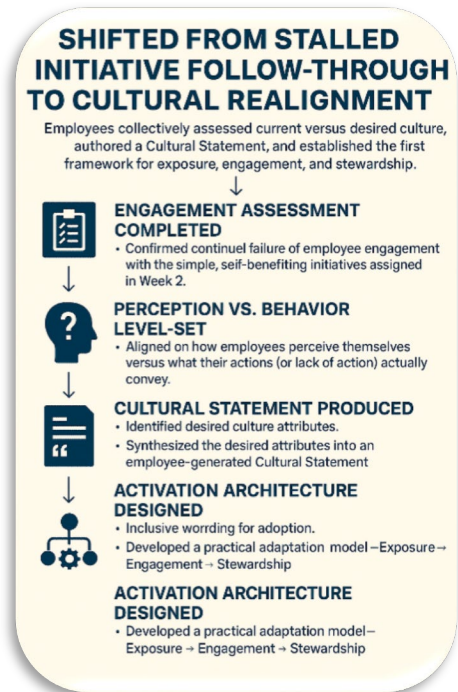 SHIFTED FROM STALLED
INITIATIVE FOLLOW-THROUGH
TO CULTURAL REALIGNMENT
Employees collectively assessed current versus desired culture,
authored a Cultural Statement, and established the first
framework for exposure, engagement, and stewardship.
ENGAGEMENT ASSESSMENT
COMPLETED
• Confirmed continuel failure of employee engagement
with the simple, seif-benefiting initiatives assigned
in Week 2.
?
PERCEPTION VS. BEHAVIOR
LEVEL-SET
• Aligned on how employees perceive themselves
versus what their actions (or lack of action) actually
convey.
CULTURAL STATEMENT PRODUCED
• Identified desired culture attributes.
• Synthesized the desired attributes into an
employee-generated Cultural Statement
ACTIVATION ARCHITECTURE
DESIGNED
• Inclusive worrding for adoption.
• Developed a practical adaptation model—Exposure→
Engagement → Stewardship
ACTIVATION ARCHITECTURE
DESIGNED
• Developed a practical adaptation model—
Exposure → Engagement → Stewardship